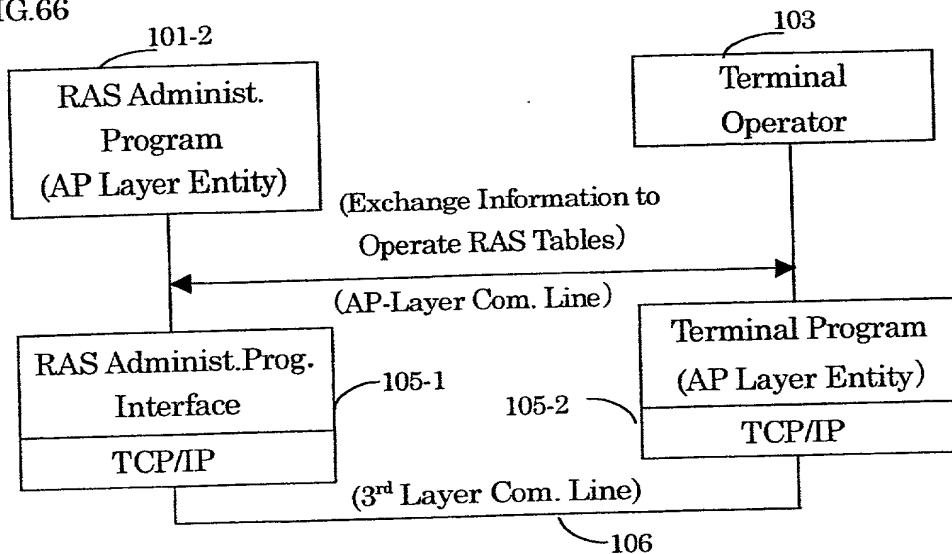 IG.66
101-2
103
RAS Administ.
Program
(AP Layer Entity)
Terminal
Operator
(Exchange Information to
Operate RAS Tables)
(AP-Layer Com. Line)
RAS Administ.Prog.
Interface
TCP/IP
105-1
Terminal Program
(AP Layer Entity)
TCP/IP
105-2
(3rd Layer Com. Line)
106